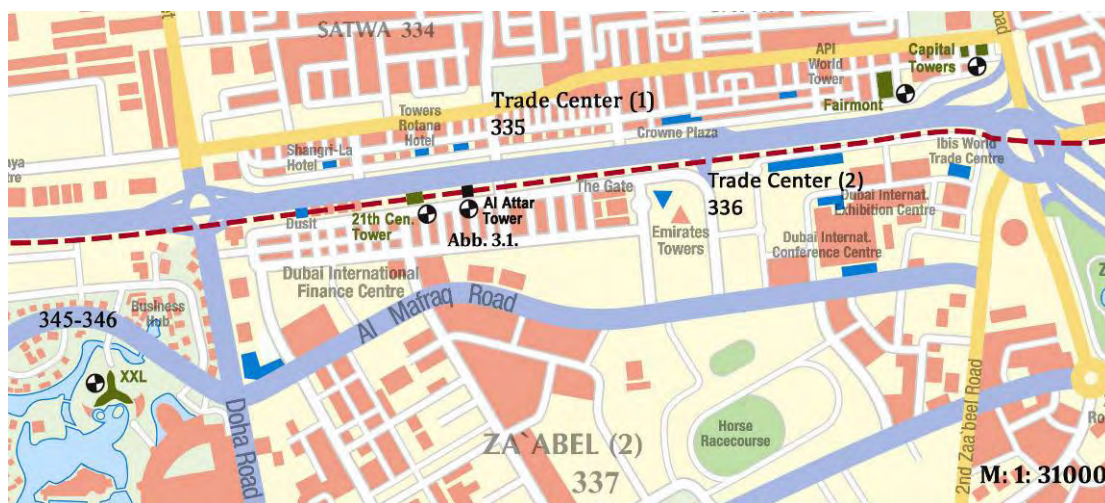 SATWA 334
Road
API
World
Tower
Capital
Towers
Fairmont
Trade Center (1)
335
Towers
Rotana
Hotel
Shangri-La
Hotel
Crowne Plaza
Ibis World
Trade Centre
The Gate
Trade Center (2)
336
Dubai Internat.
Exhibition Centre
Dusit
21th Cen.
Tower
Al Attar
Tower
Abb. 3.1.
Emirates
Towers
Dubai Internat.
Conference Centre
Dubai International
Finance Centre
Al Mafraq Road
Business
Hub
345-346
XXL
Doha Road
Horse
Racecourse
ZA`ABEL (2)
337
2nd Zaa`beel Road
M: 1: 31000